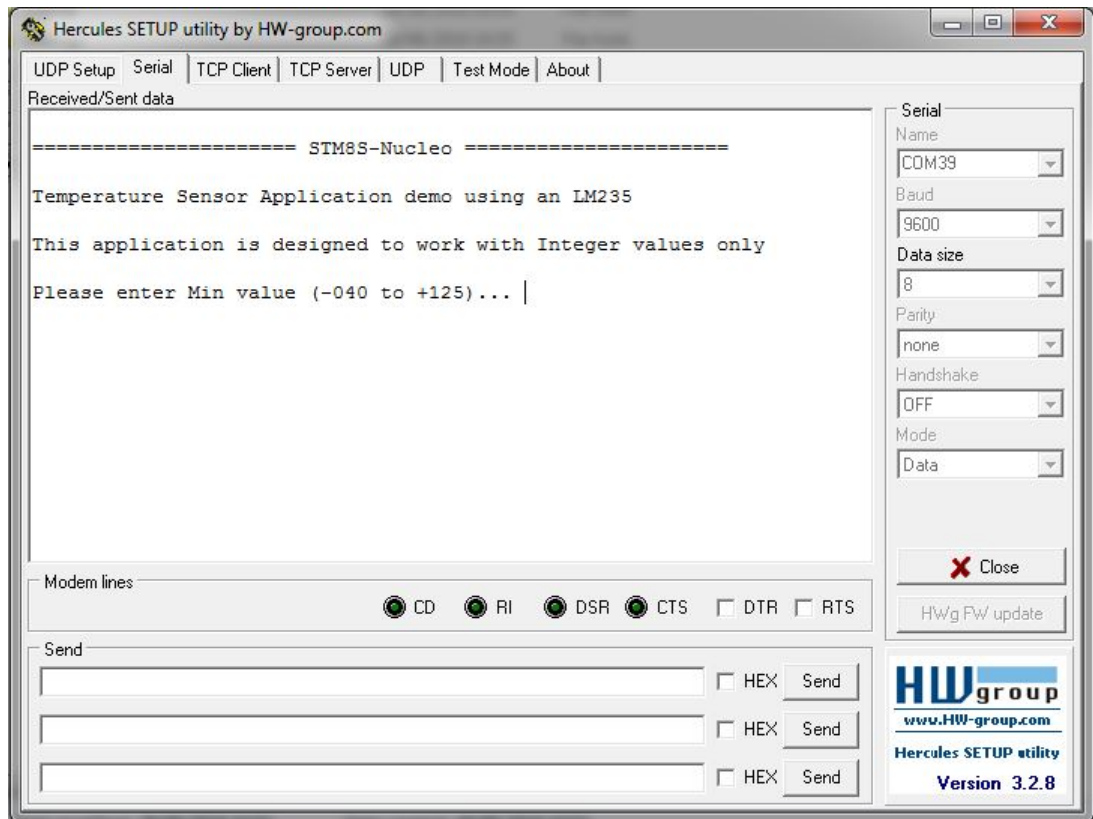 Hercules SETUP utility by HW-group.com
UDP Setup Serial TCP Client TCP Server UDP Test Mode About
Received/Sent data
====================== STM8S-Nucleo ======================
Temperature Sensor Application demo using an LM235
This application is designed to work with Integer values only
Please enter Min value (-040 to +125)...
Serial
Name
COM39
Baud
9600
Data size
8
Parity
none
Handshake
OFF
Mode
Data
Close
HWg FW update
Modem lines
CD RI DSR CTS DTR RTS
Send
HEX Send
HEX Send
HEX Send
HW group
www.HW-group.com
Hercules SETUP utility
Version 3.2.8